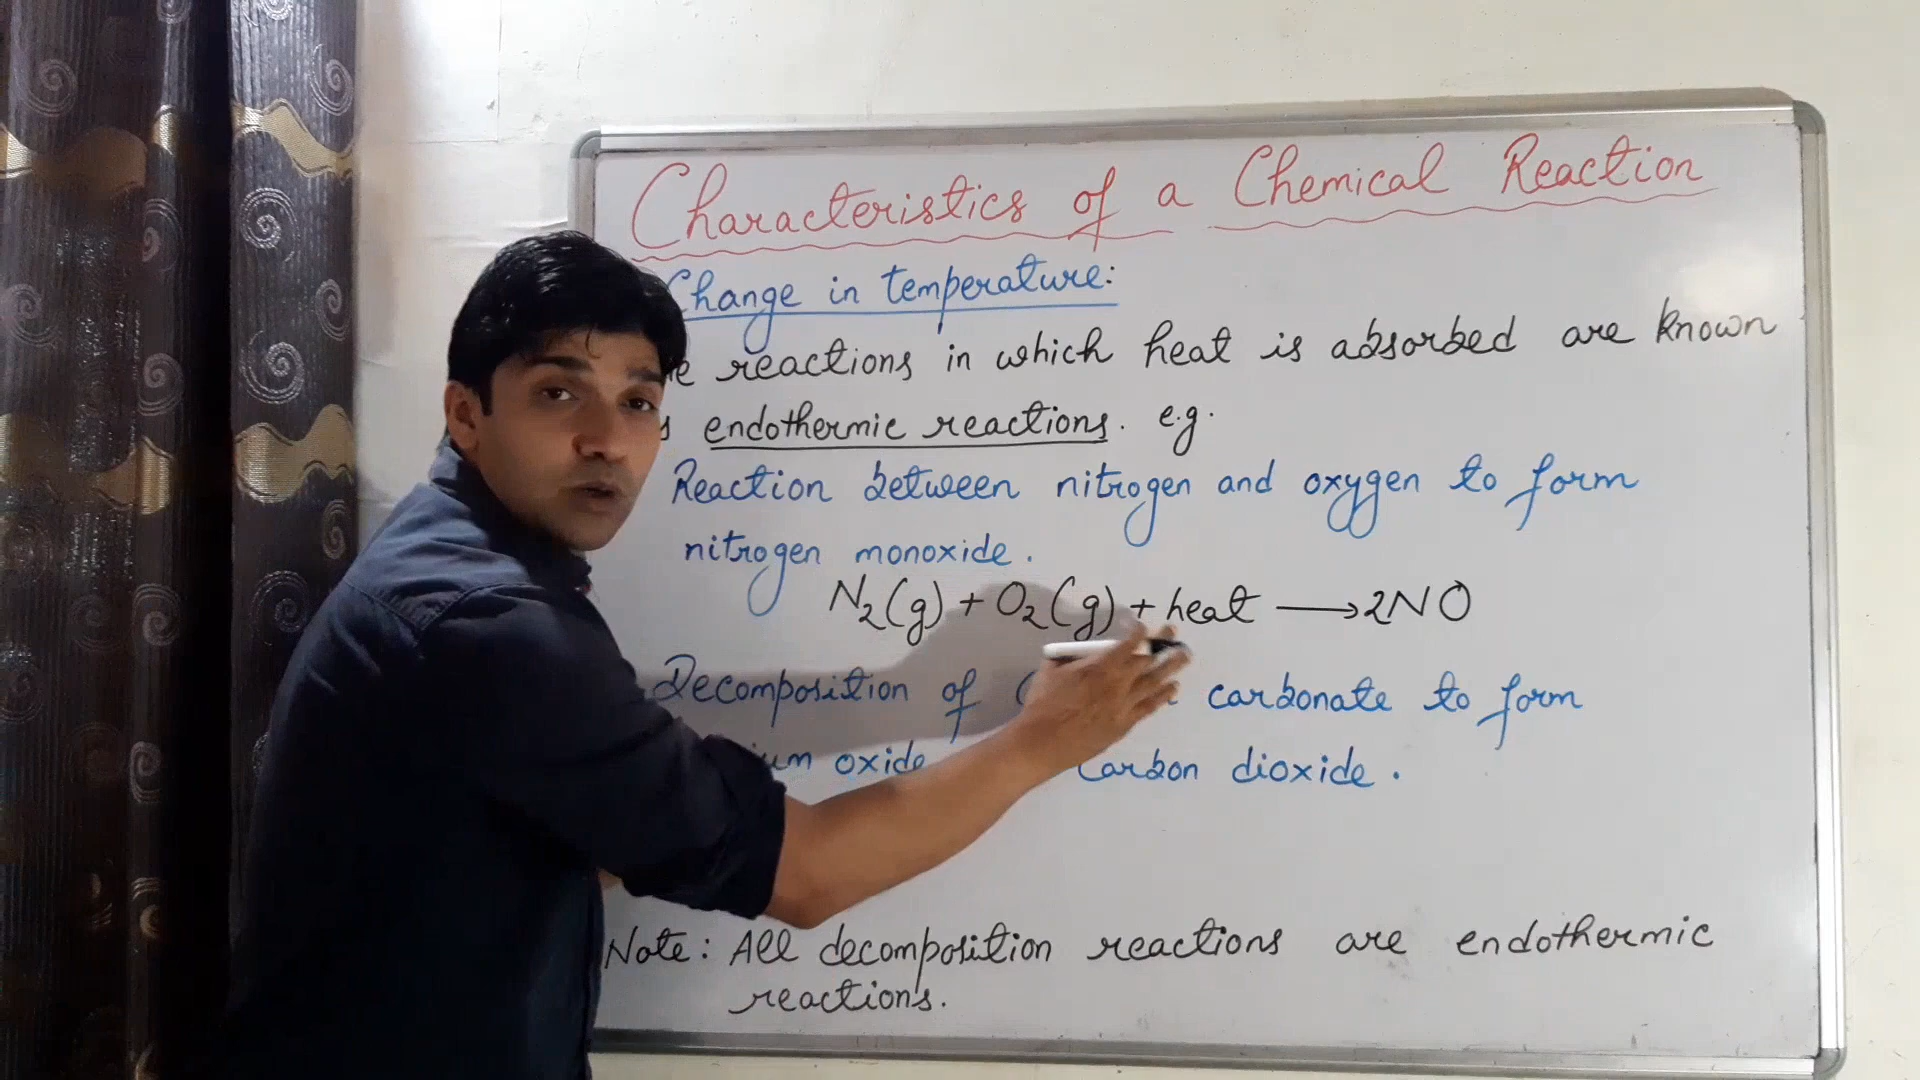 Characteristics of a Chemical Reaction
Change in temperature:
reactions in which heat is absorbed are known
endothermic reactions. e.g.
Reaction between nitrogen and oxygen to form
nitrogen monoxide.
N₂(g) + O₂(g) + heat ⟶ 2NO
Decomposition of carbonate to form
oxide Carbon dioxide.
Note: All decomposition reactions are endothermic
reactions.